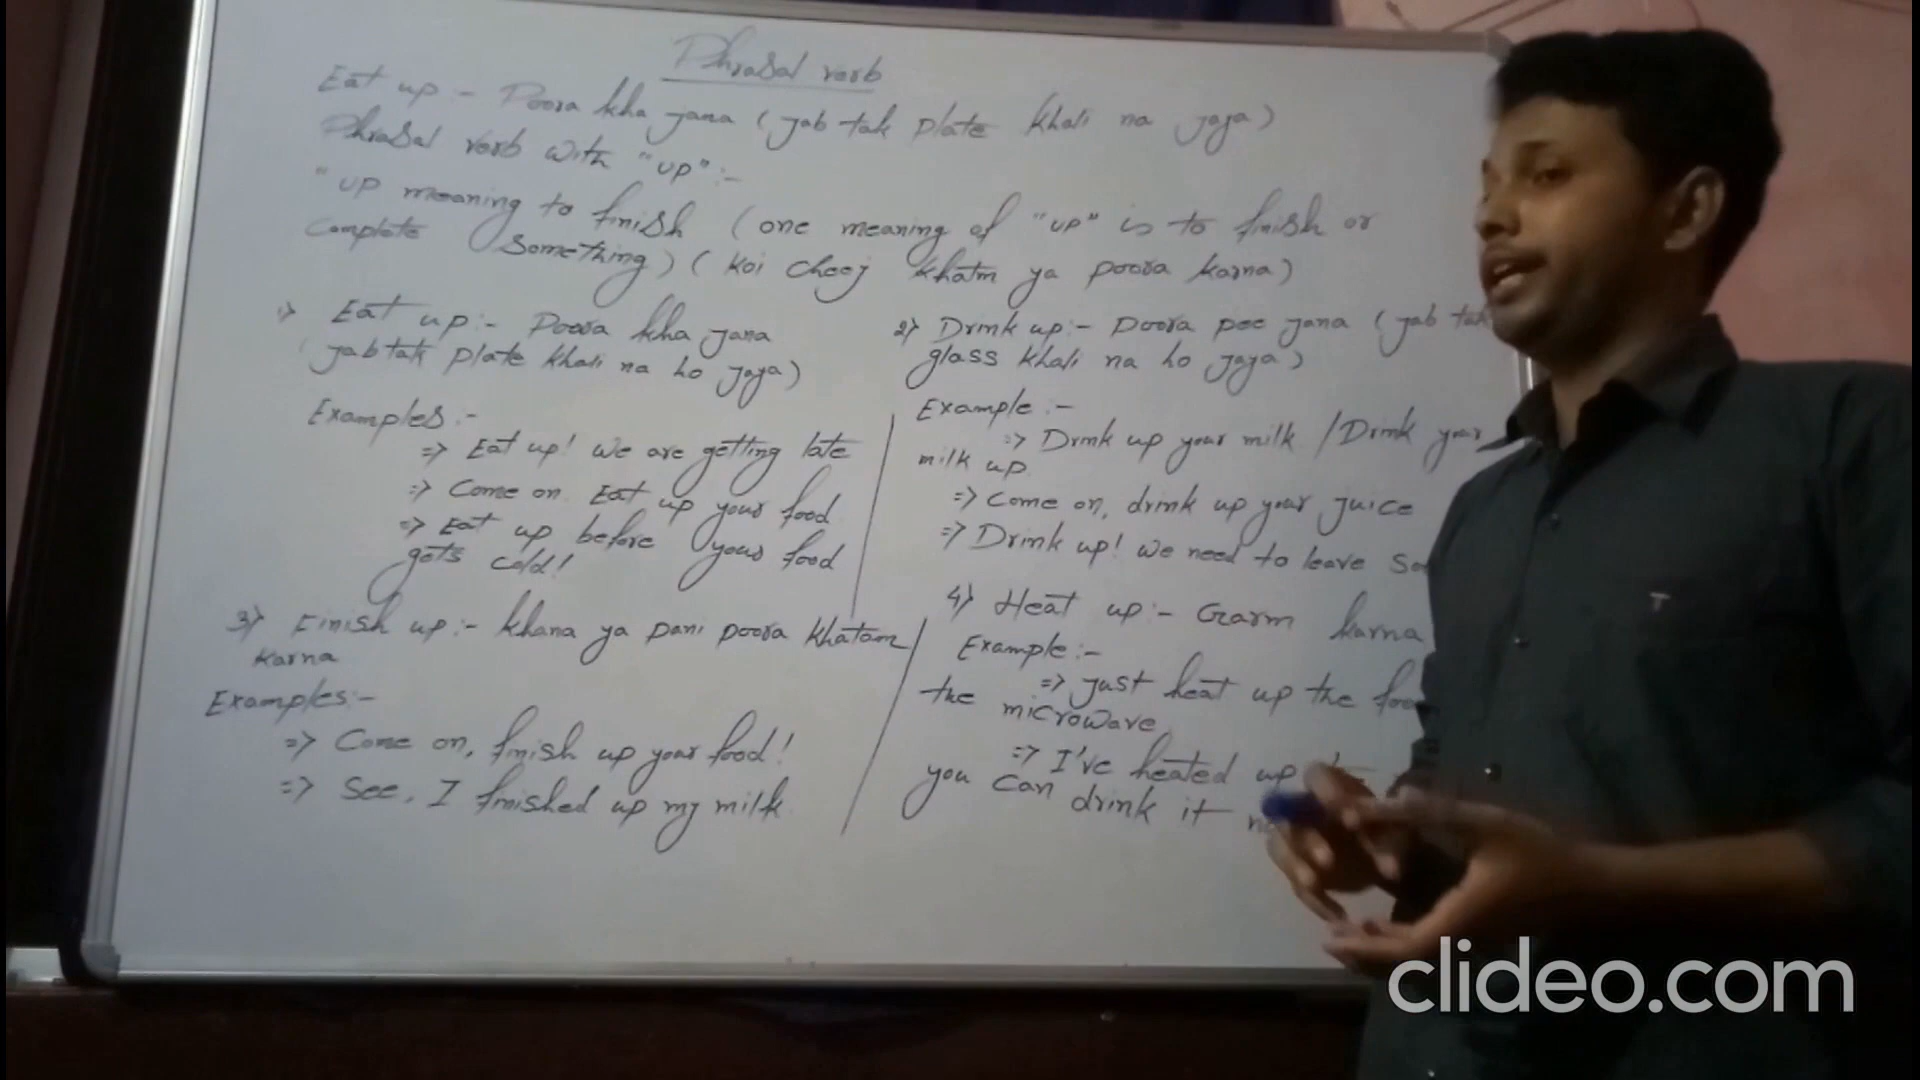 Phrasal verb
Eat up :- Poora kha jana (jab tak plate khali na jaya)
Phrasal verb with "up":-
"up meaning to finish (one meaning of "up" is to finish or
complete something) (koi cheej khatm ya poora karna)
1) Eat up :- Poora kha jana
(jab tak plate khali na ho jaya)
Examples :-
=> Eat up! we are getting late
=> Come on Eat up your food
=> Eat up before your food
gets cold!
2) Drink up :- Poora pee jana (jab tak
glass khali na ho jaya)
Example :-
=> Drink up your milk / Drink your
milk up
=> Come on, drink up your juice
=> Drink up! we need to leave
3) Finish up :- khana ya pani poora khatam
karna
Examples :-
=> Come on, finish up your food!
=> See, I finished up my milk
4) Heat up :- Garm karna
Example :-
=> just heat up the
the microwave
=> I've heated up
you can drink it
T
clideo.com